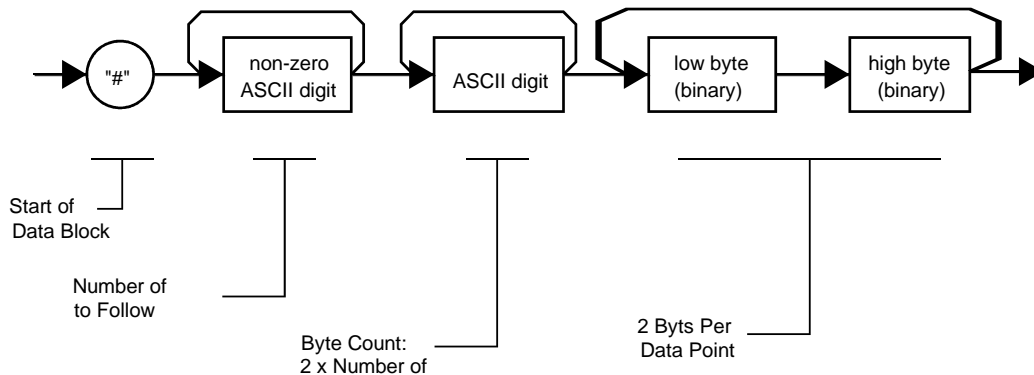 "#"
non-zero
ASCII digit
ASCII digit
low byte
(binary)
high byte
(binary)
Start of
Data Block
Number of
to Follow
Byte Count:
2 x Number of
2 Byts Per
Data Point